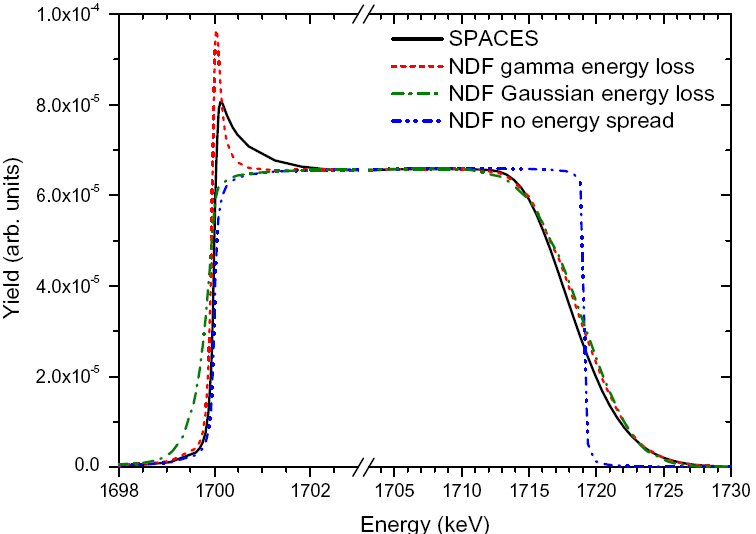 1.0x10⁻⁴
8.0x10⁻⁵
6.0x10⁻⁵
4.0x10⁻⁵
2.0x10⁻⁵
0.0
Yield (arb. units)
SPACES
NDF gamma energy loss
NDF Gaussian energy loss
NDF no energy spread
1698 1700 1702 1705 1710 1715 1720 1725 1730
Energy (keV)